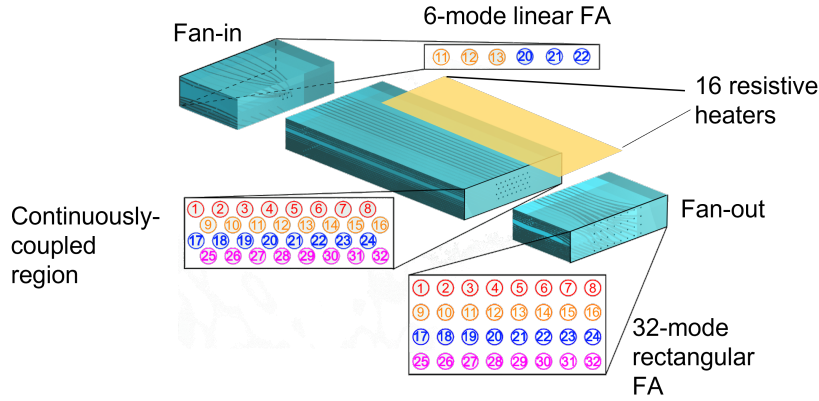 6-mode linear FA
Fan-in
11 12 13 20 21 22
16 resistive
heaters
1 2 3 4 5 6 7 8
9 10 11 12 13 14 15 16
17 18 19 20 21 22 23 24
25 26 27 28 29 30 31 32
Continuously-
coupled
region
Fan-out
1 2 3 4 5 6 7 8
9 10 11 12 13 14 15 16
17 18 19 20 21 22 23 24
25 26 27 28 29 30 31 32
32-mode
rectangular
FA